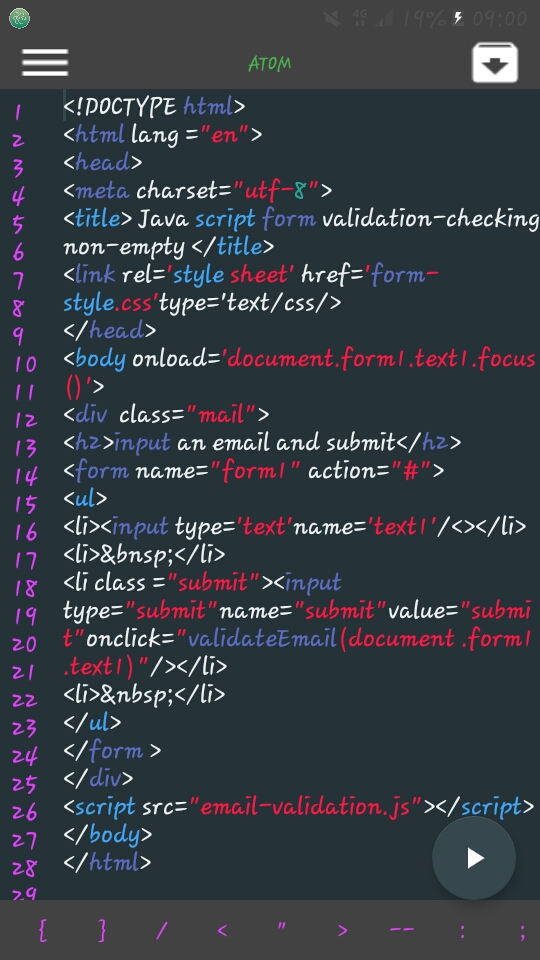 4G 19% 09:00
ATOM
1 <!DOCTYPE html>
2 <html lang ="en">
3 <head>
4 <meta charset="utf-8">
5 <title> Java script form validation-checking
6 non-empty </title>
7 <link rel='style sheet' href='form-
8 style.css'type='text/css/>
9 </head>
10 <body onload='document.form1.text1.focus
11 ()'>
12 <div class="mail">
13 <h2>input an email and submit</h2>
14 <form name="form1" action="#">
15 <ul>
16 <li><input type='text'name='text1'/<></li>
17 <li>&bnsp;</li>
18 <li class ="submit"><input
19 type="submit"name="submit"value="submi
20 t"onclick="validateEmail(document .form1
21 .text1)"/></li>
22 <li>&nbsp;</li>
23 </ul>
24 </form >
25 </div>
26 <script src="email-validation.js"></script>
27 </body>
28 </html>
29
{ } / < " > -- : ;